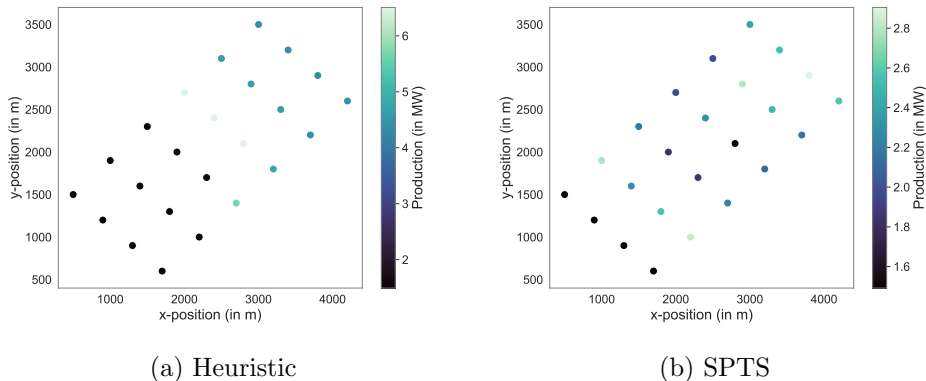 3500
3000
2500
2000
1500
1000
500
y-position (in m)
1000 2000 3000 4000
x-position (in m)
6
5
4
3
2
Production (in MW)
(a) Heuristic
3500
3000
2500
2000
1500
1000
500
y-position (in m)
1000 2000 3000 4000
x-position (in m)
2.8
2.6
2.4
2.2
2.0
1.8
1.6
Production (in MW)
(b) SPTS